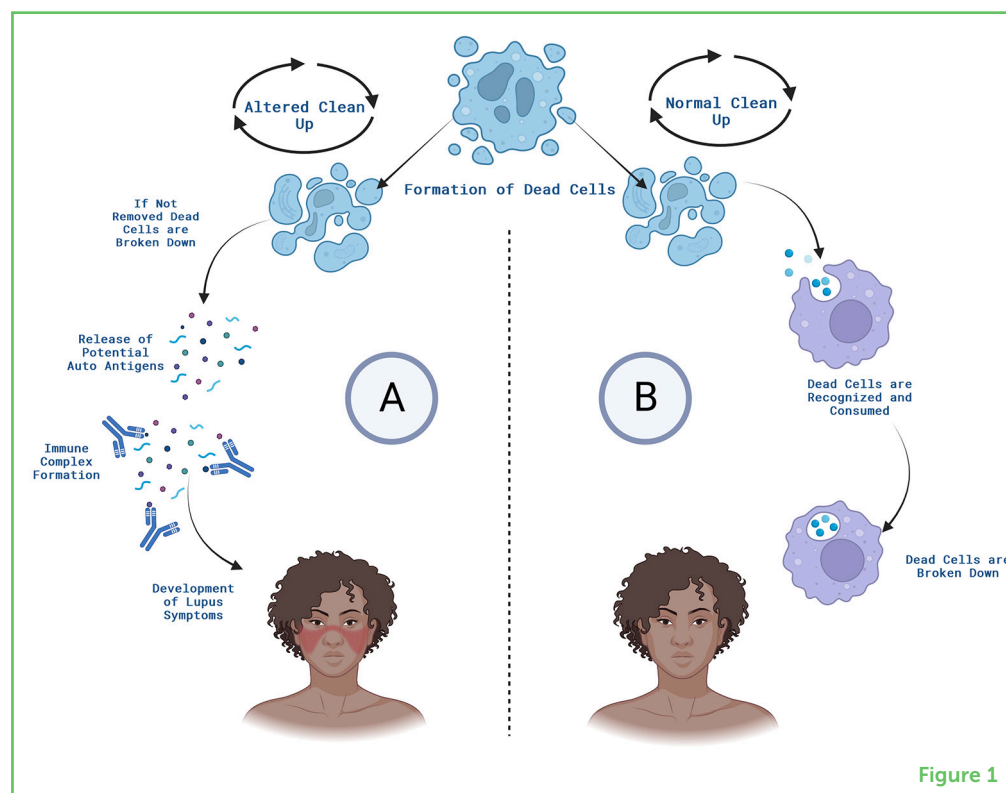 Altered Clean
Up
Normal Clean
Up
Formation of Dead Cells
If Not
Removed Dead
Cells are
Broken Down
Release of
Potential
Auto Antigens
Immune
Complex
Formation
Development
of Lupus
Symptoms
A
B
Dead Cells are
Recognized and
Consumed
Dead Cells are
Broken Down
Figure 1